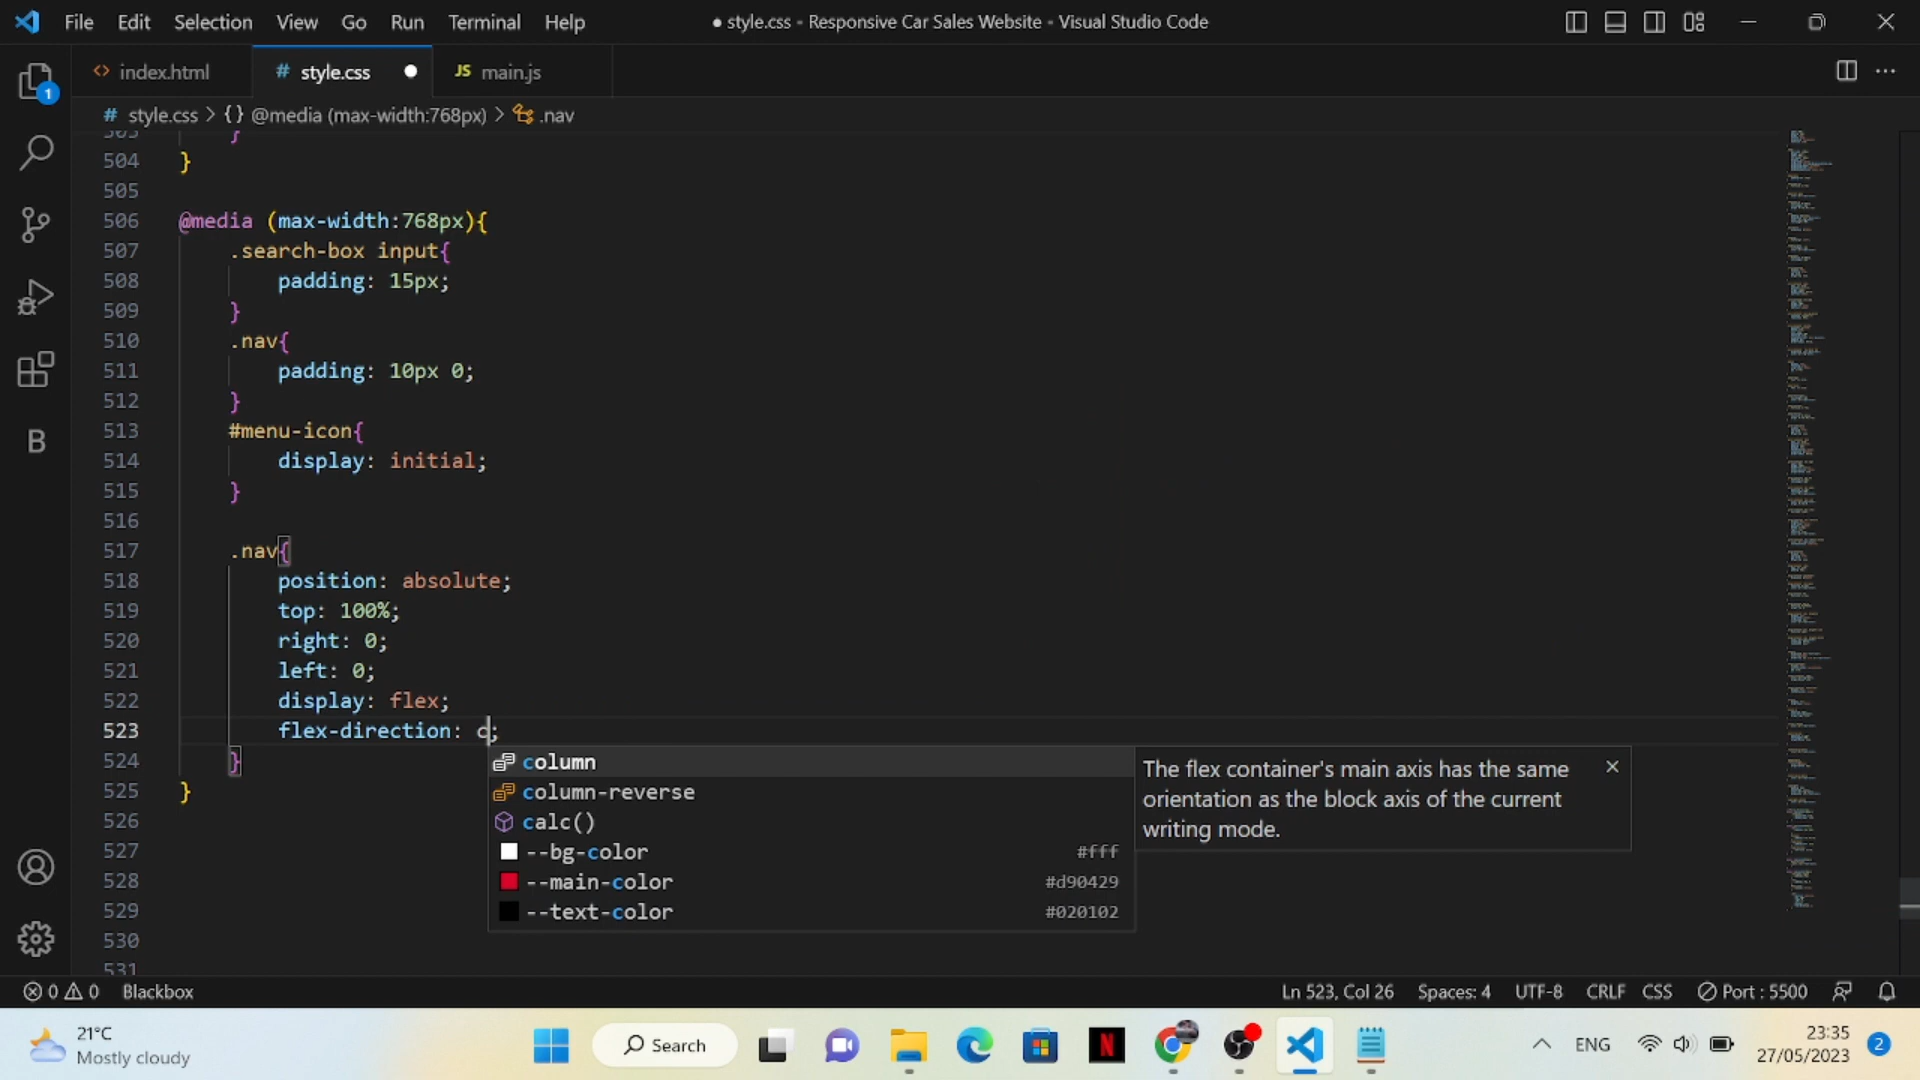 File Edit Selection View Go Run Terminal Help
● style.css - Responsive Car Sales Website - Visual Studio Code
index.html
# style.css
JS main.js
# style.css > {} @media (max-width:768px) > .nav
503 }
504 }
505
506 @media (max-width:768px){
507 .search-box input{
508 padding: 15px;
509 }
510 .nav{
511 padding: 10px 0;
512 }
513 #menu-icon{
514 display: initial;
515 }
516
517 .nav{
518 position: absolute;
519 top: 100%;
520 right: 0;
521 left: 0;
522 display: flex;
523 flex-direction: c;
524 }
525 }
526
527
528
529
530
531
column
column-reverse
calc()
--bg-color #fff
--main-color #d90429
--text-color #020102
The flex container's main axis has the same
orientation as the block axis of the current
writing mode.
1
B
0 0 Blackbox
Ln 523, Col 26 Spaces: 4 UTF-8 CRLF CSS Port : 5500
21°C
Mostly cloudy
Search
N
ENG
23:35
27/05/2023
2